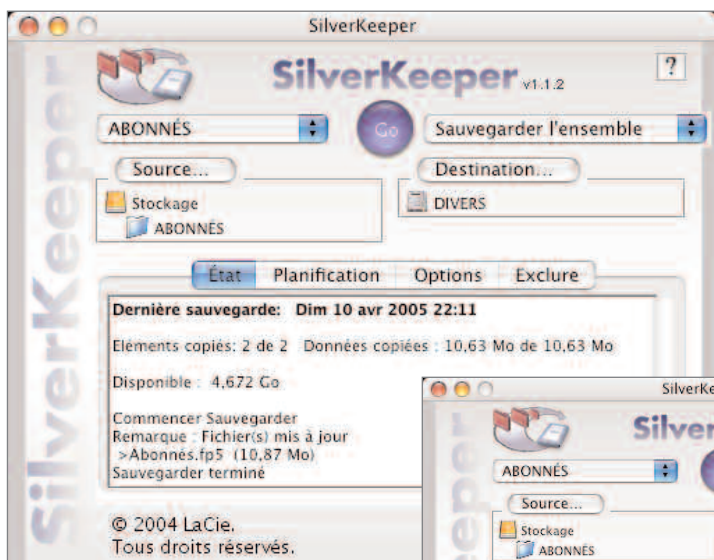 SilverKeeper
SilverKeeper v1.1.2
?
ABONNÉS
Go
Sauvegarder l'ensemble
Source...
Destination...
Stockage
ABONNÉS
DIVERS
État Planification Options Exclure
Dernière sauvegarde: Dim 10 avr 2005 22:11
Eléments copiés: 2 de 2 Données copiées : 10,63 Mo de 10,63 Mo
Disponible : 4,672 Go
Commencer Sauvegarder
Remarque : Fichier(s) mis à jour
>Abonnés.fp5 (10,87 Mo)
Sauvegarder terminé
© 2004 LaCie.
Tous droits réservés.
SilverKeeper
SilverKe
Silver
ABONNÉS
Source...
Stockage
ABONNÉS
eeper